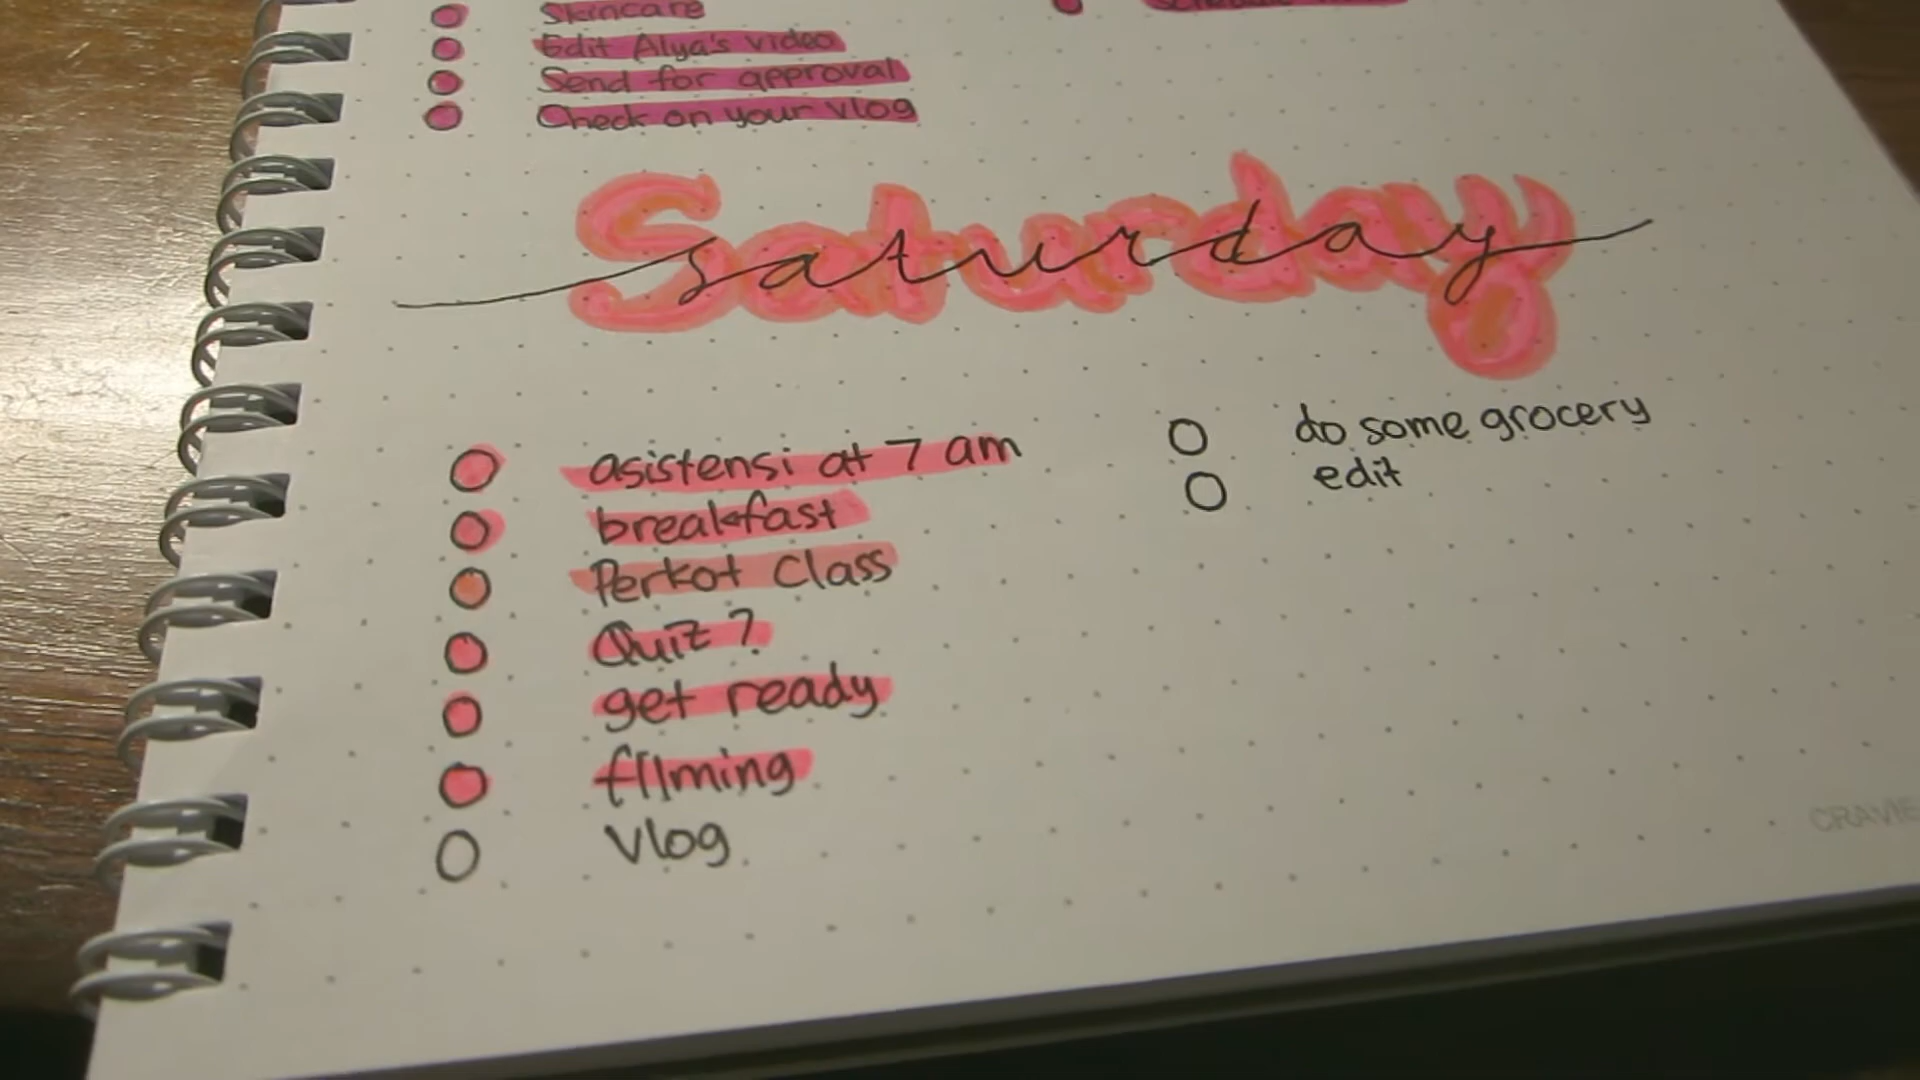 Skincare
Edit Alya's video
Send for approval
Check on your vlog
Saturday
asistensi at 7 am
breakfast
Perkot Class
Quiz ?
get ready
filming
Vlog
do some grocery
edit